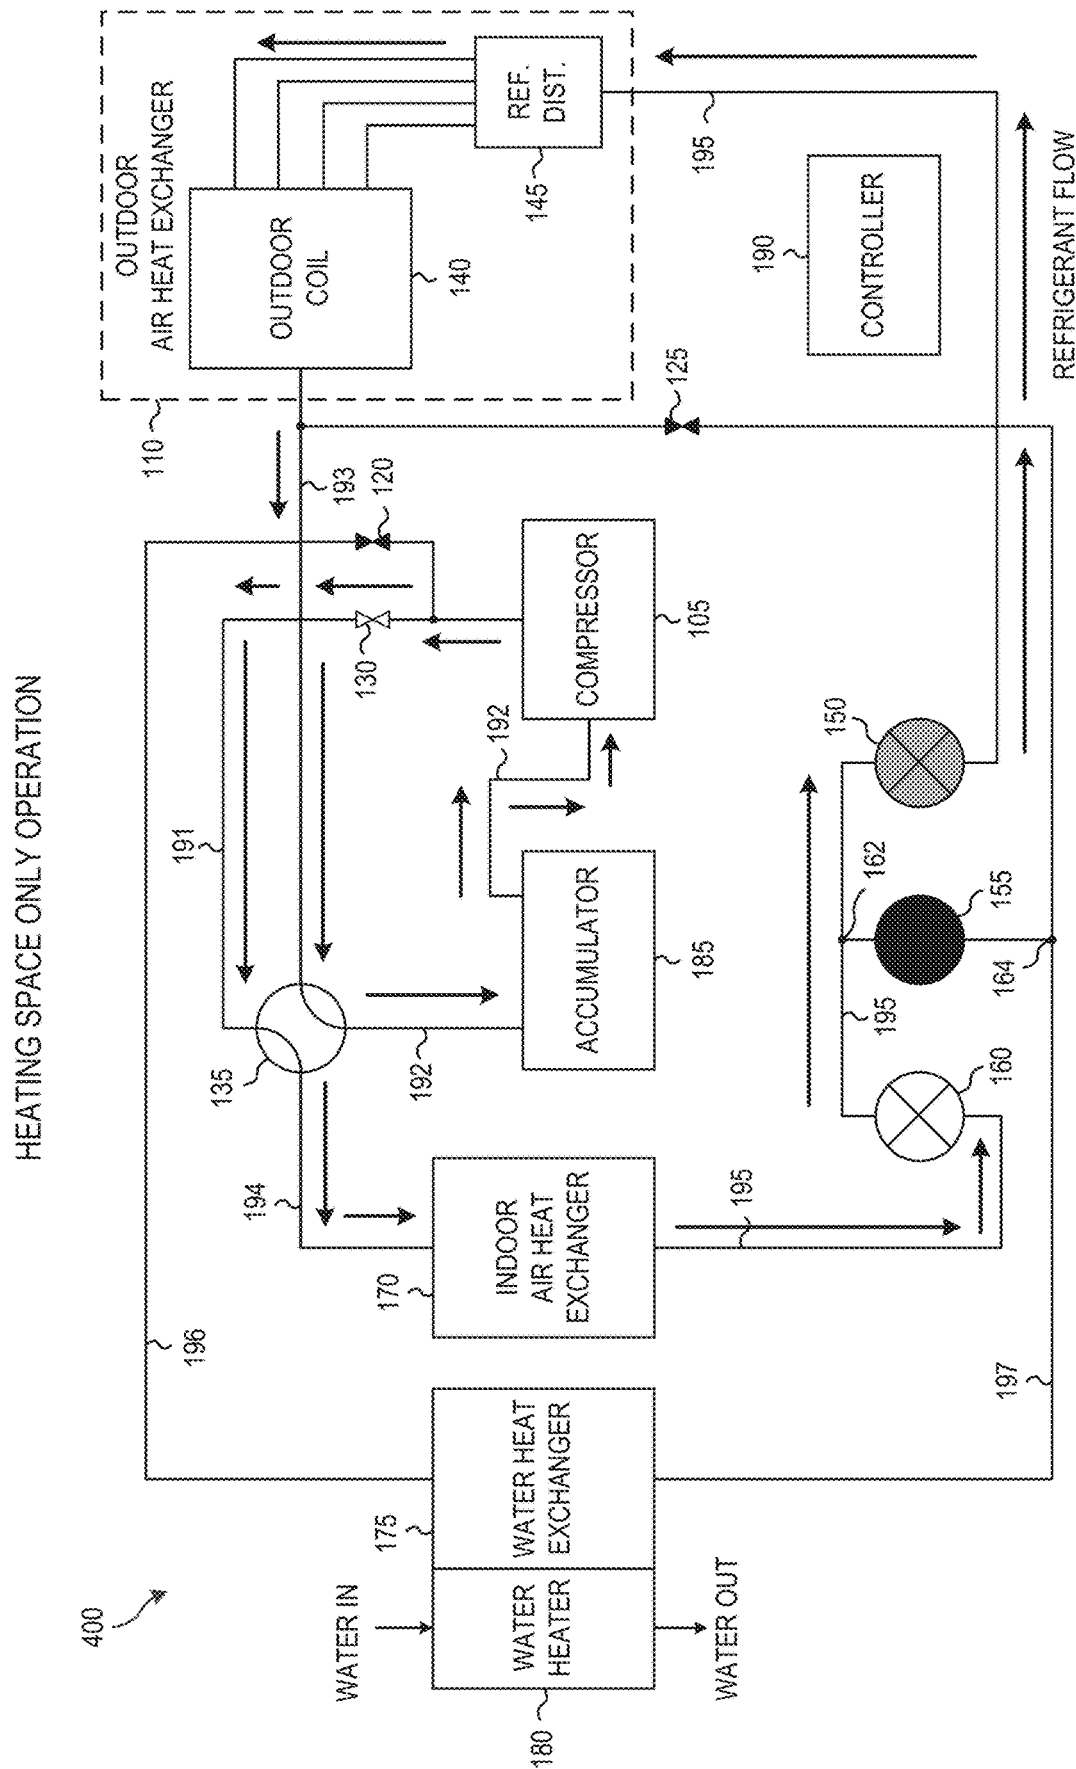 HEATING SPACE ONLY OPERATION
400
WATER IN
WATER OUT
180
WATER
HEATER
175
WATER HEAT
EXCHANGER
196
197
170
INDOOR
AIR HEAT
EXCHANGER
194
195
135
192
191
ACCUMULATOR
185
192
130
120
COMPRESSOR
105
160
195
162
164
155
150
193
110
OUTDOOR
AIR HEAT EXCHANGER
OUTDOOR
COIL
140
REF.
DIST.
145
125
195
190
CONTROLLER
REFRIGERANT FLOW